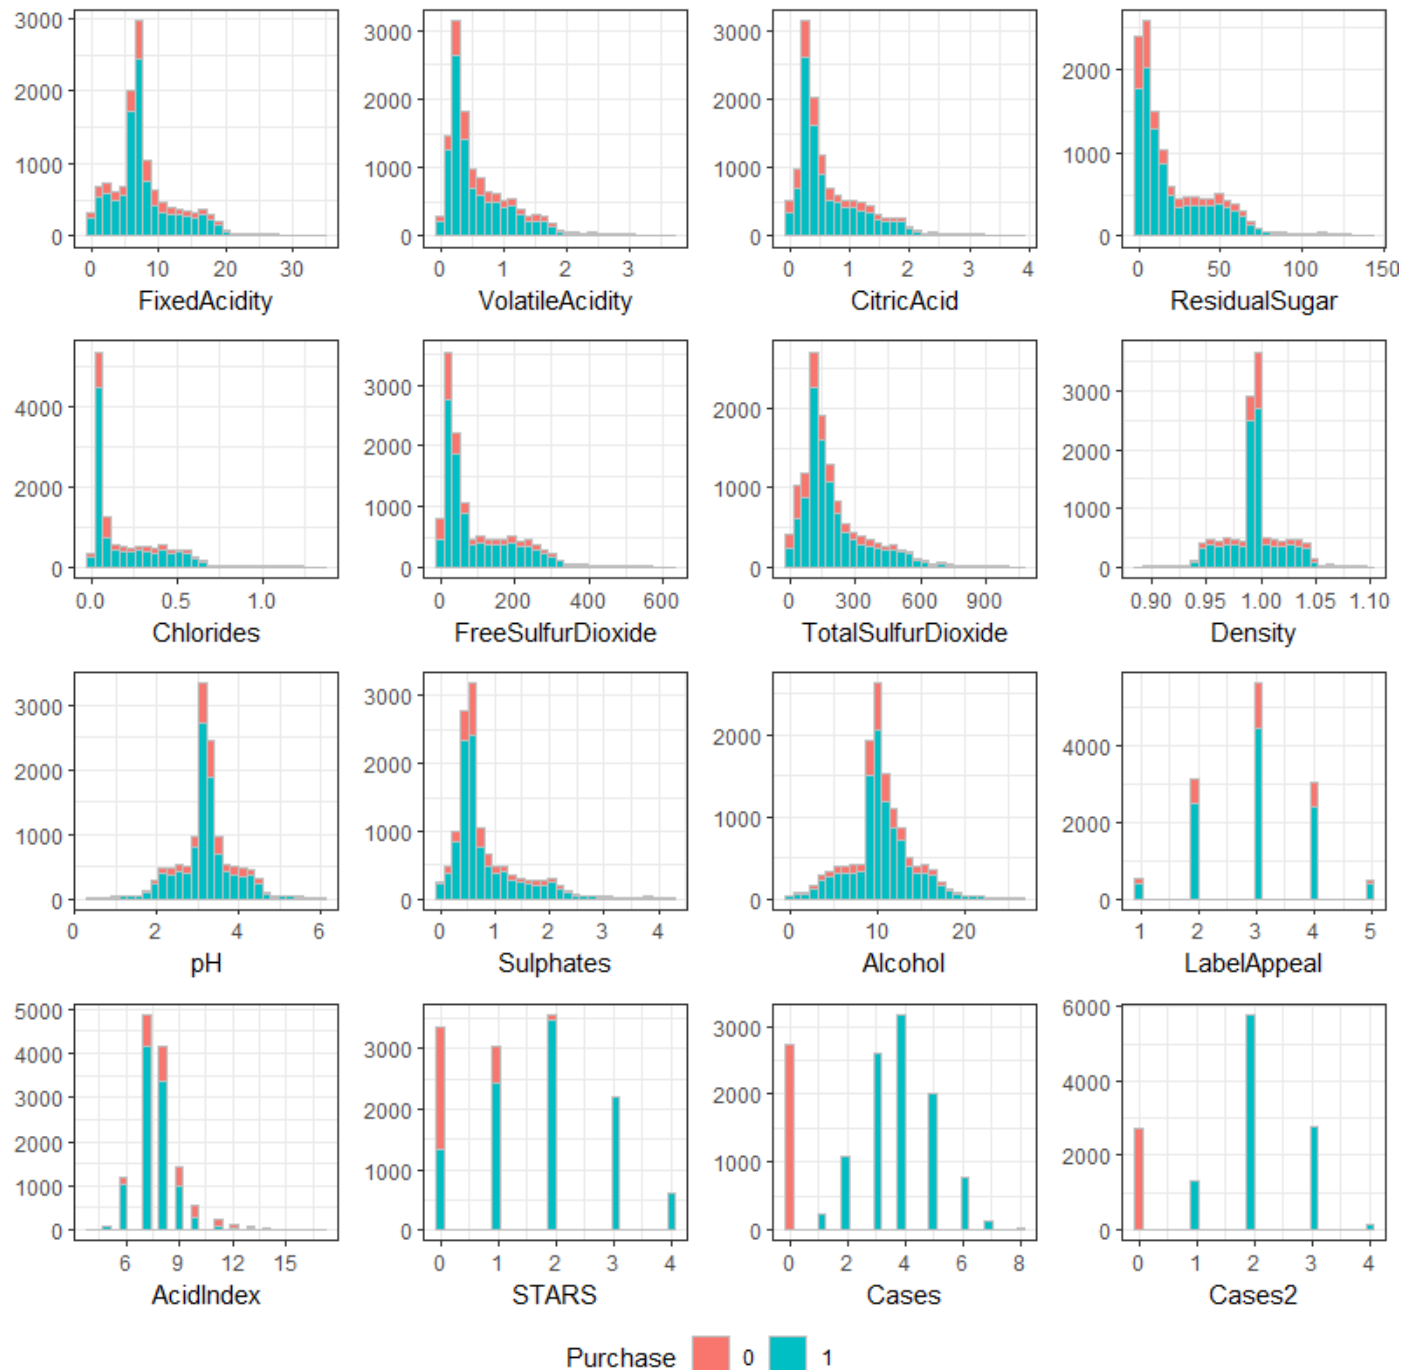 3000
2000
1000
0
0 10 20 30
FixedAcidity
3000
2000
1000
0
0 1 2 3
VolatileAcidity
3000
2000
1000
0
0 1 2 3 4
CitricAcid
2000
1000
0
0 50 100 150
ResidualSugar
4000
2000
0
0.0 0.5 1.0
Chlorides
3000
2000
1000
0
0 200 400 600
FreeSulfurDioxide
2000
1000
0
0 300 600 900
TotalSulfurDioxide
3000
2000
1000
0
0.90 0.95 1.00 1.05 1.10
Density
3000
2000
1000
0
0 2 4 6
pH
3000
2000
1000
0
0 1 2 3 4
Sulphates
2000
1000
0
0 10 20
Alcohol
4000
2000
0
1 2 3 4 5
LabelAppeal
5000
4000
3000
2000
1000
0
6 9 12 15
AcidIndex
3000
2000
1000
0
0 1 2 3 4
STARS
3000
2000
1000
0
0 2 4 6 8
Cases
6000
4000
2000
0
0 1 2 3 4
Cases2
Purchase 0 1